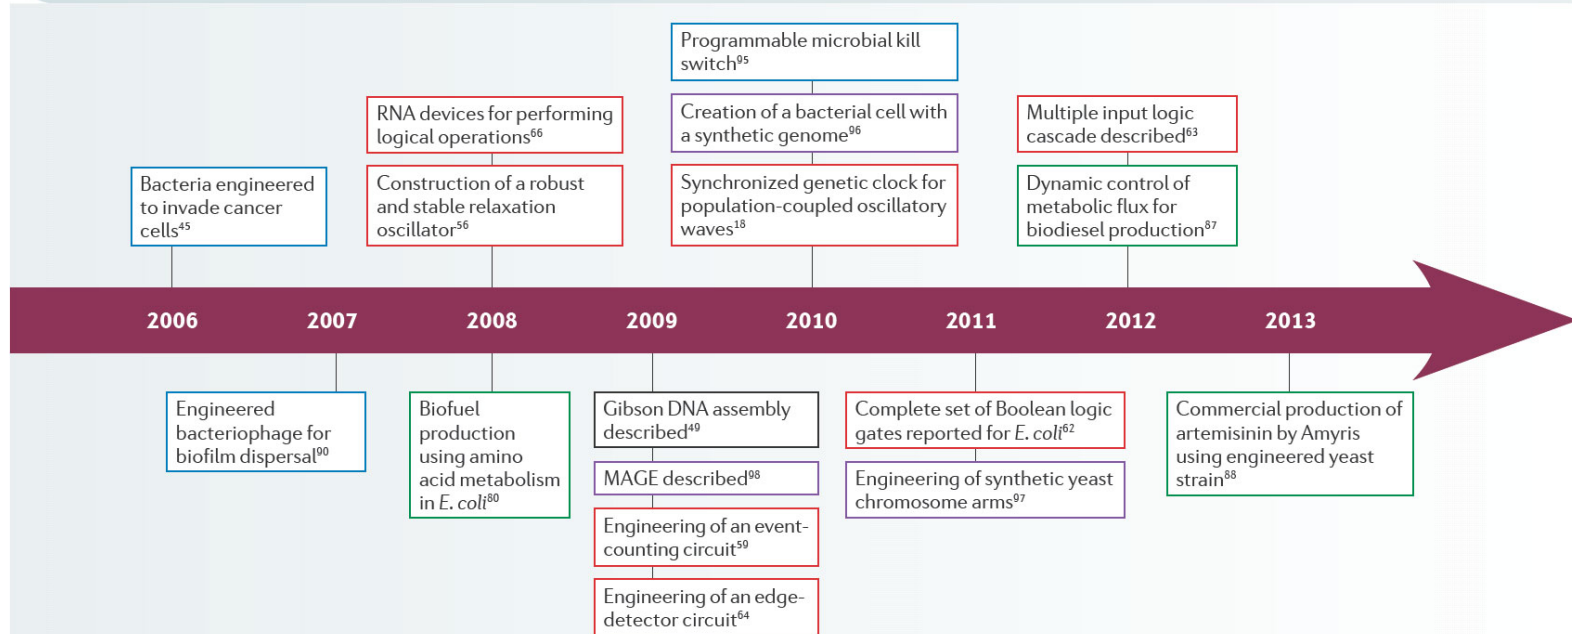 Programmable microbial kill
switch⁹⁵
RNA devices for performing
logical operations⁶⁶
Creation of a bacterial cell with
a synthetic genome⁹⁶
Multiple input logic
cascade described⁶³
Bacteria engineered
to invade cancer
cells⁴⁵
Construction of a robust
and stable relaxation
oscillator⁵⁶
Synchronized genetic clock for
population-coupled oscillatory
waves¹⁸
Dynamic control of
metabolic flux for
biodiesel production⁸⁷
2006 2007 2008 2009 2010 2011 2012 2013
Engineered
bacteriophage for
biofilm dispersal⁹⁰
Biofuel
production
using amino
acid metabolism
in E. coli⁸⁰
Gibson DNA assembly
described⁴⁹
MAGE described⁹⁸
Engineering of an event-
counting circuit⁵⁹
Engineering of an edge-
detector circuit⁶⁴
Complete set of Boolean logic
gates reported for E. coli⁶²
Engineering of synthetic yeast
chromosome arms⁹⁷
Commercial production of
artemisinin by Amyris
using engineered yeast
strain⁸⁸